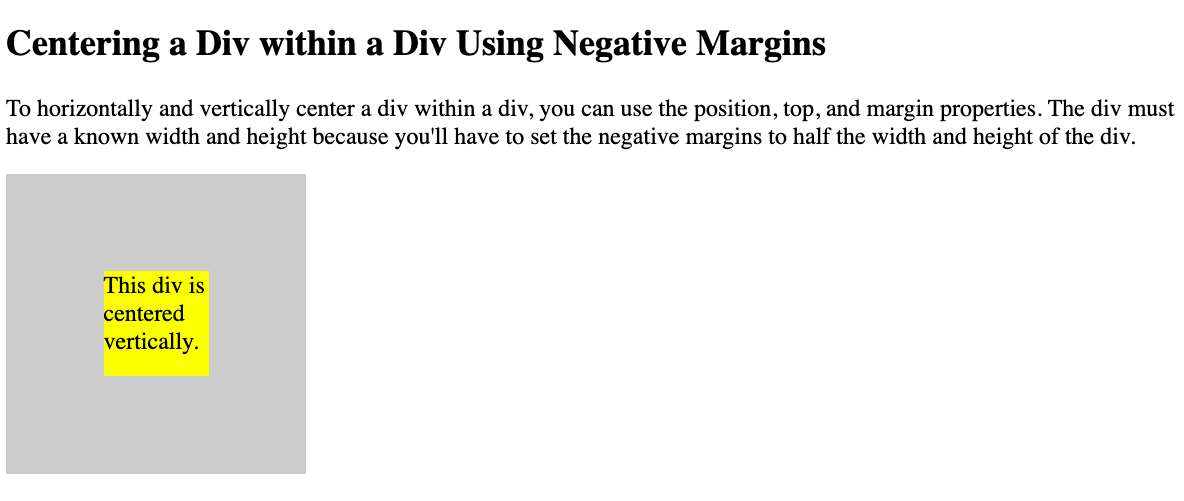 Centering a Div within a Div Using Negative Margins
To horizontally and vertically center a div within a div, you can use the position, top, and margin properties. The div must
have a known width and height because you'll have to set the negative margins to half the width and height of the div.
This div is
centered
vertically.